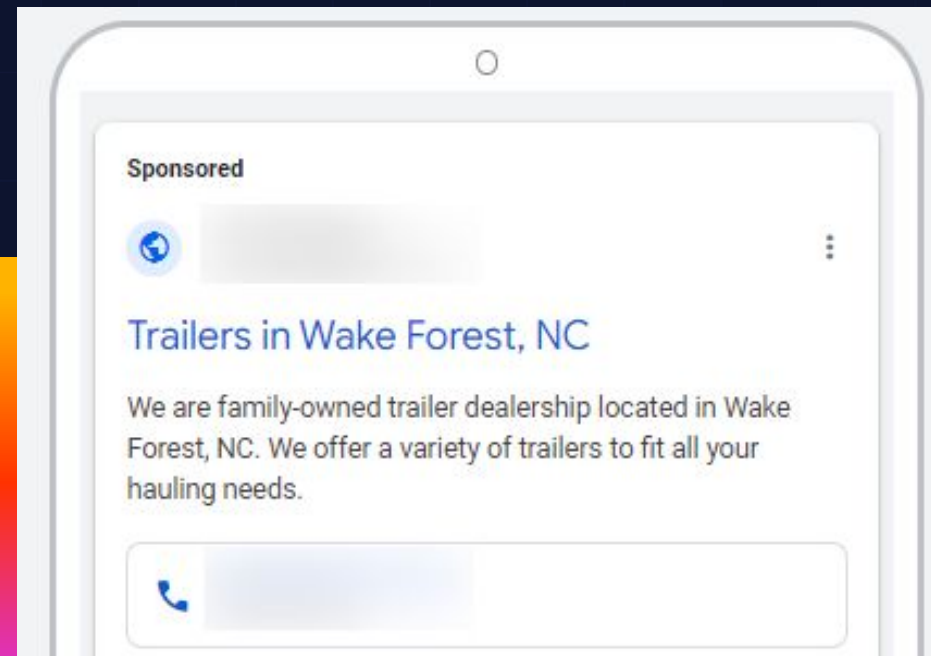 Sponsored
Trailers in Wake Forest, NC
We are family-owned trailer dealership located in Wake
Forest, NC. We offer a variety of trailers to fit all your
hauling needs.